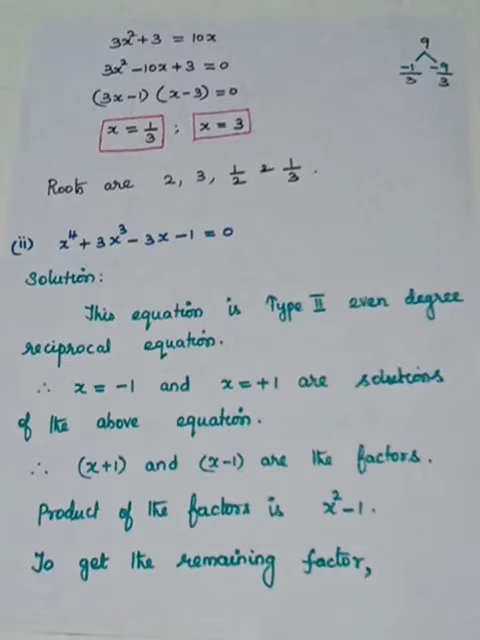 3x² + 3 = 10x
3x² - 10x + 3 = 0
(3x-1) (x-3) = 0
x = 1/3 ; x = 3
9
-1/3 -9/3
Roots are 2, 3, 1/2 & 1/3.
(ii) x⁴ + 3x³ - 3x - 1 = 0
Solution:
This equation is Type II even degree
reciprocal equation.
∴ x = -1 and x = +1 are solutions
of the above equation.
∴ (x+1) and (x-1) are the factors.
Product of the factors is x² - 1.
To get the remaining factor,